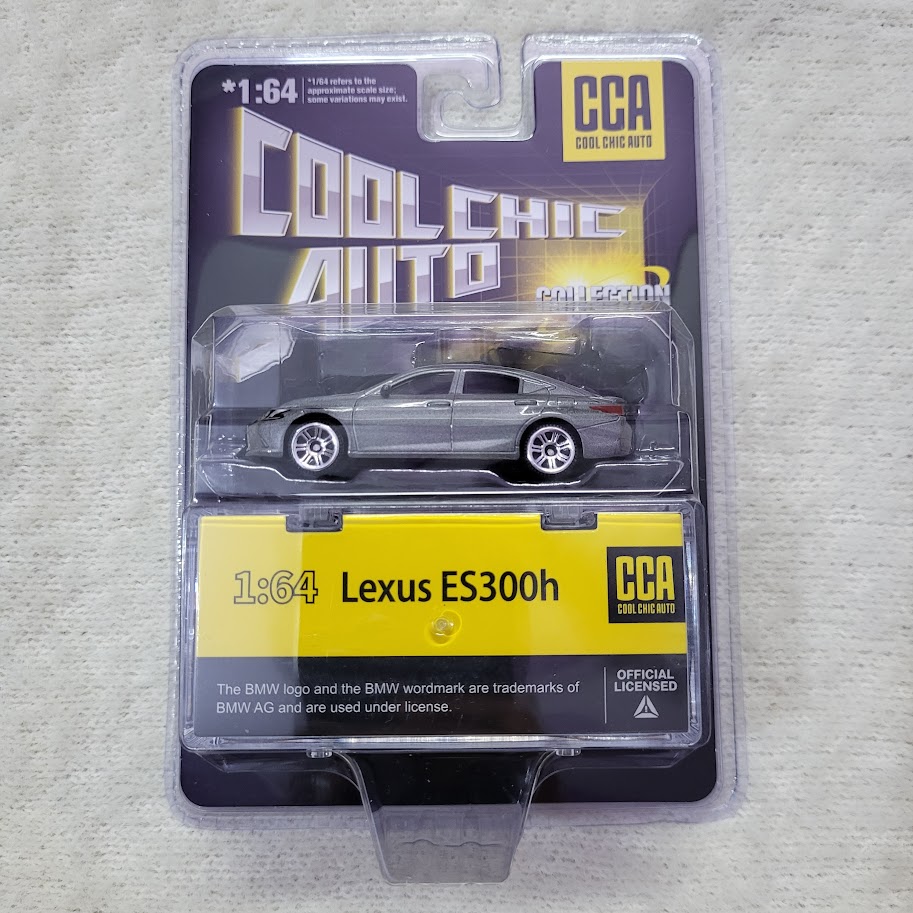 *1:64
*1/64 refers to the
approximate scale size;
some variations may exist.
CCA
COOL CHIC AUTO
COOL CHIC
AUTO
COLLECTION
1:64 Lexus ES300h
CCA
COOL CHIC AUTO
The BMW logo and the BMW wordmark are trademarks of
BMW AG and are used under license.
OFFICIAL
LICENSED